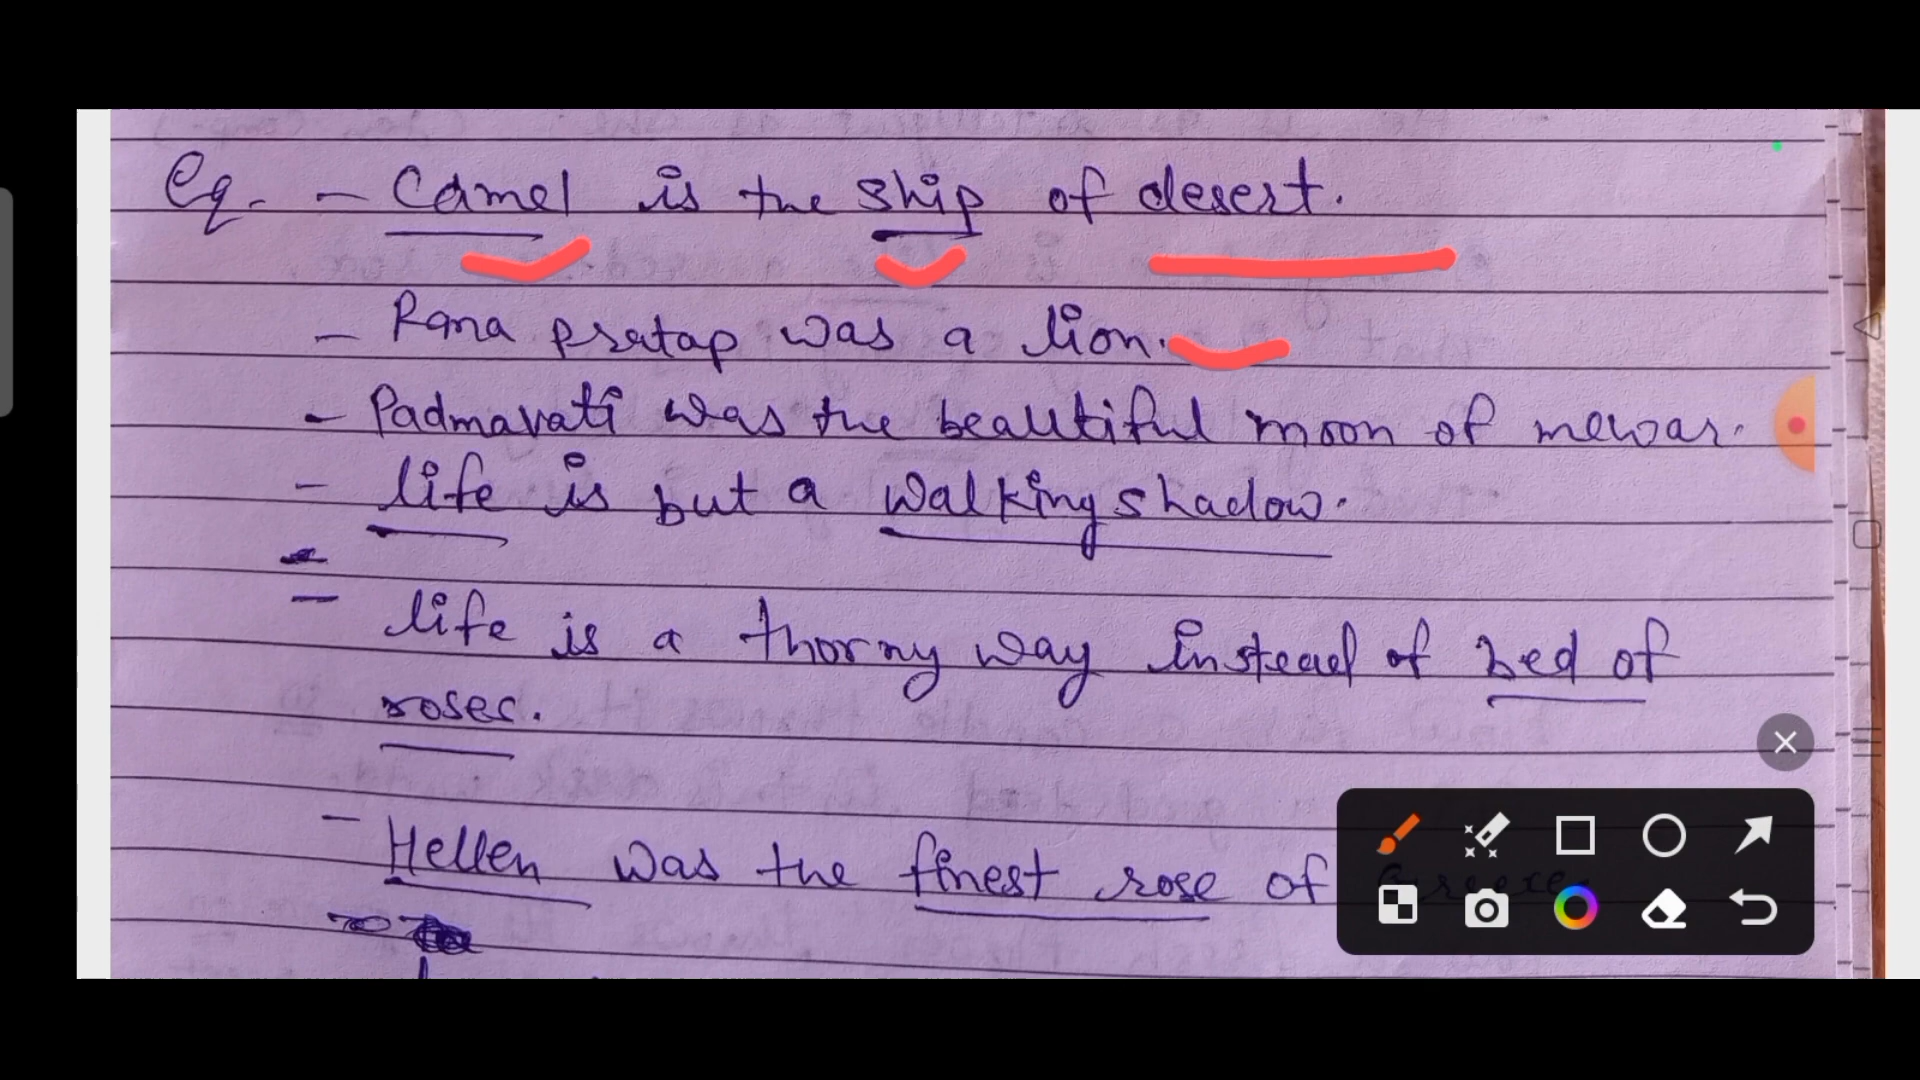 Eg. - Camel is the ship of desert.
- Rana pratap was a lion.
- Padmavati was the beautiful moon of mewar.
- life is but a walking shadow.
- life is a thorny way instead of bed of
roses.
- Hellen was the finest rose of